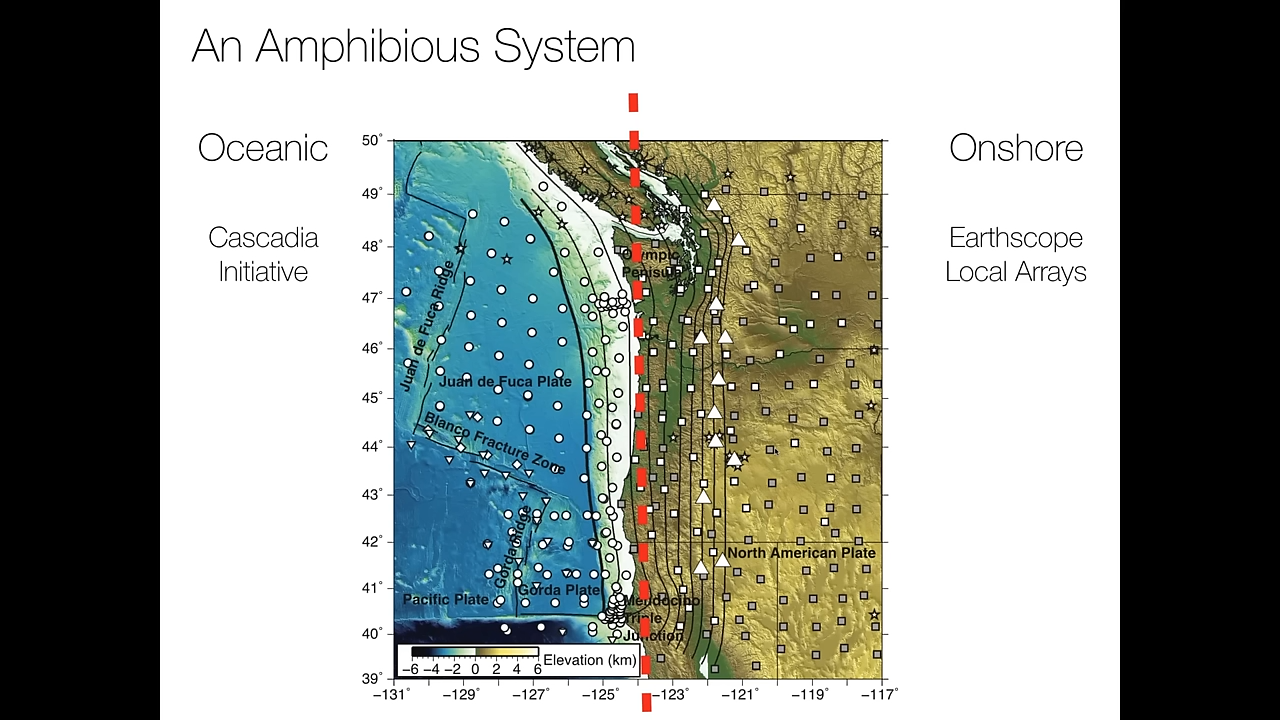 An Amphibious System
Oceanic
Onshore
Cascadia
Initiative
Earthscope
Local Arrays
50°
49°
48°
47°
46°
45°
44°
43°
42°
41°
40°
39°
−131°
−129°
−127°
−125°
−123°
−121°
−119°
−117°
Olympic
Penisula
Juan de Fuca Ridge
Juan de Fuca Plate
Blanco Fracture Zone
Gorda Ridge
Gorda Plate
Pacific Plate
North American Plate
Mendocino
Triple
Junction
Elevation (km)
−6 −4 −2 0 2 4 6